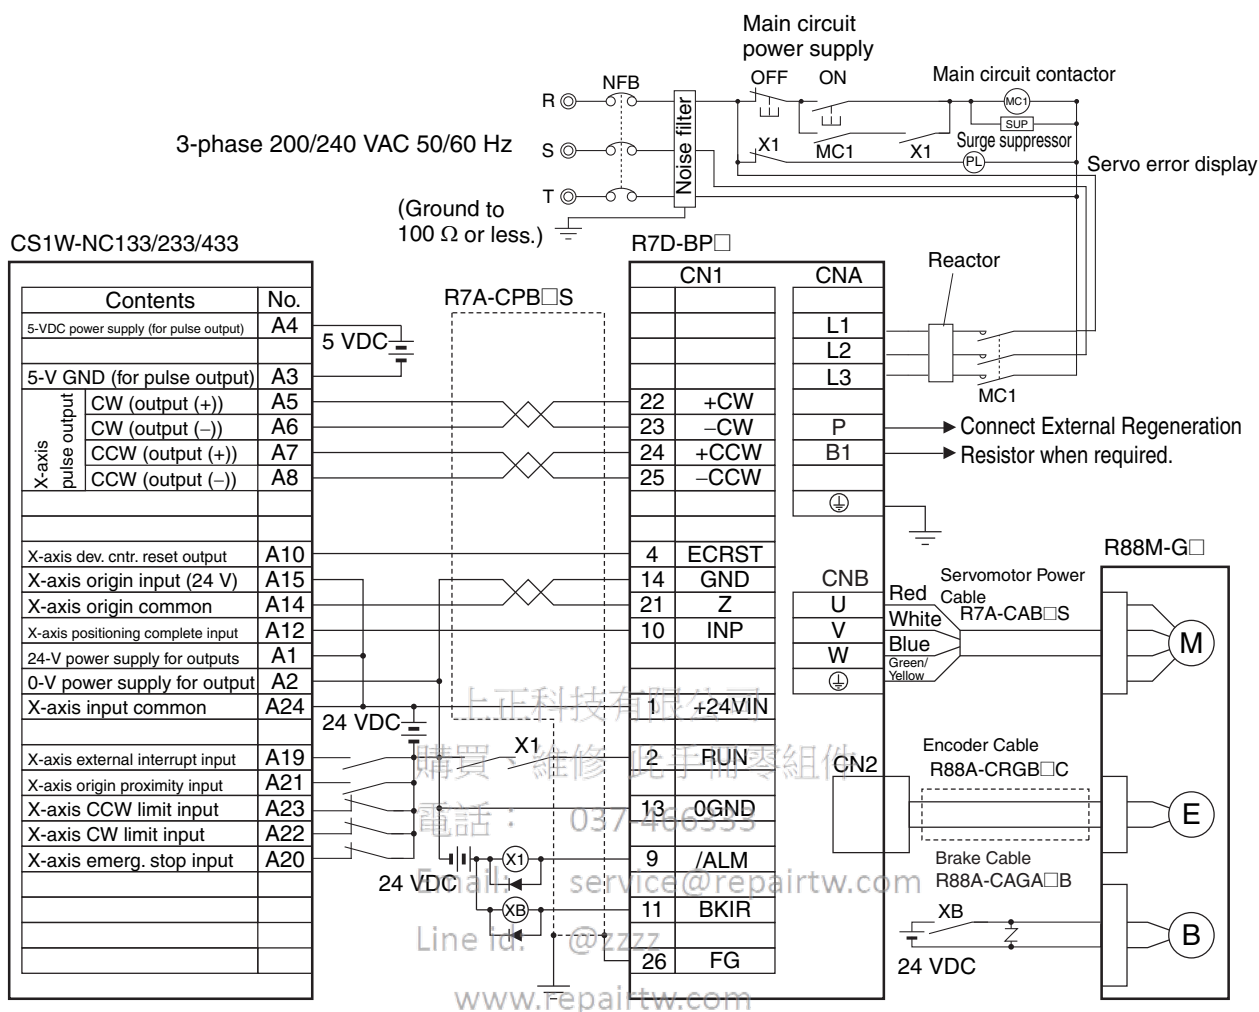 Main circuit
power supply
OFF ON
Main circuit contactor
NFB
R
MC1
SUP
Surge suppressor
3-phase 200/240 VAC 50/60 Hz
S
Noise filter
X1
MC1
X1
PL
Servo error display
T
(Ground to
100 Ω or less.)
CS1W-NC133/233/433
R7D-BP□
Reactor
Contents No.
R7A-CPB□S
CN1
CNA
5-VDC power supply (for pulse output) A4
5 VDC
L1
L2
5-V GND (for pulse output) A3
L3
MC1
X-axis
pulse output
CW (output (+)) A5
22 +CW
CW (output (−)) A6
23 −CW
P
Connect External Regeneration
CCW (output (+)) A7
24 +CCW
B1
Resistor when required.
CCW (output (−)) A8
25 −CCW
X-axis dev. cntr. reset output A10
4 ECRST
R88M-G□
X-axis origin input (24 V) A15
14 GND
CNB
Red
Servomotor Power
Cable
R7A-CAB□S
X-axis origin common A14
21 Z
U
White
X-axis positioning complete input A12
10 INP
V
Blue
M
24-V power supply for outputs A1
W
Green/
Yellow
0-V power supply for output A2
上正科技有限公司
X-axis input common A24
24 VDC
1 +24VIN
X-axis external interrupt input A19
X1
2 RUN
購買、維修 此手冊零組件
CN2
Encoder Cable
R88A-CRGB□C
X-axis origin proximity input A21
X-axis CCW limit input A23
13 0GND
電話： 037-466333
E
X-axis CW limit input A22
X-axis emerg. stop input A20
X1
9 /ALM
24 VDC
Email: service@repairtw.com
Brake Cable
R88A-CAGA□B
XB
11 BKIR
XB
Line id: @zzzz
B
26 FG
24 VDC
www.repairtw.com